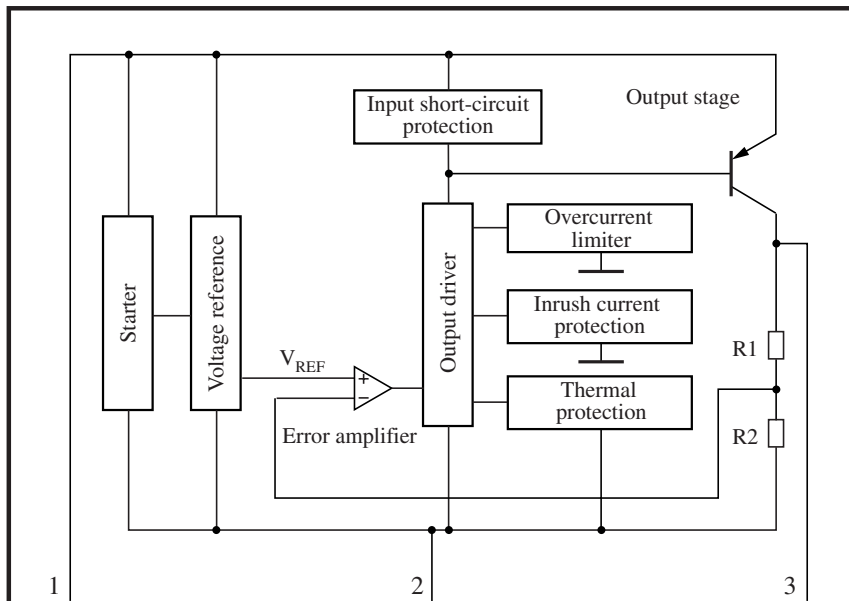 Input short-circuit
protection
Output stage
Starter
Voltage reference
Output driver
Overcurrent
limiter
Inrush current
protection
Thermal
protection
VREF
+
−
Error amplifier
R1
R2
1
2
3